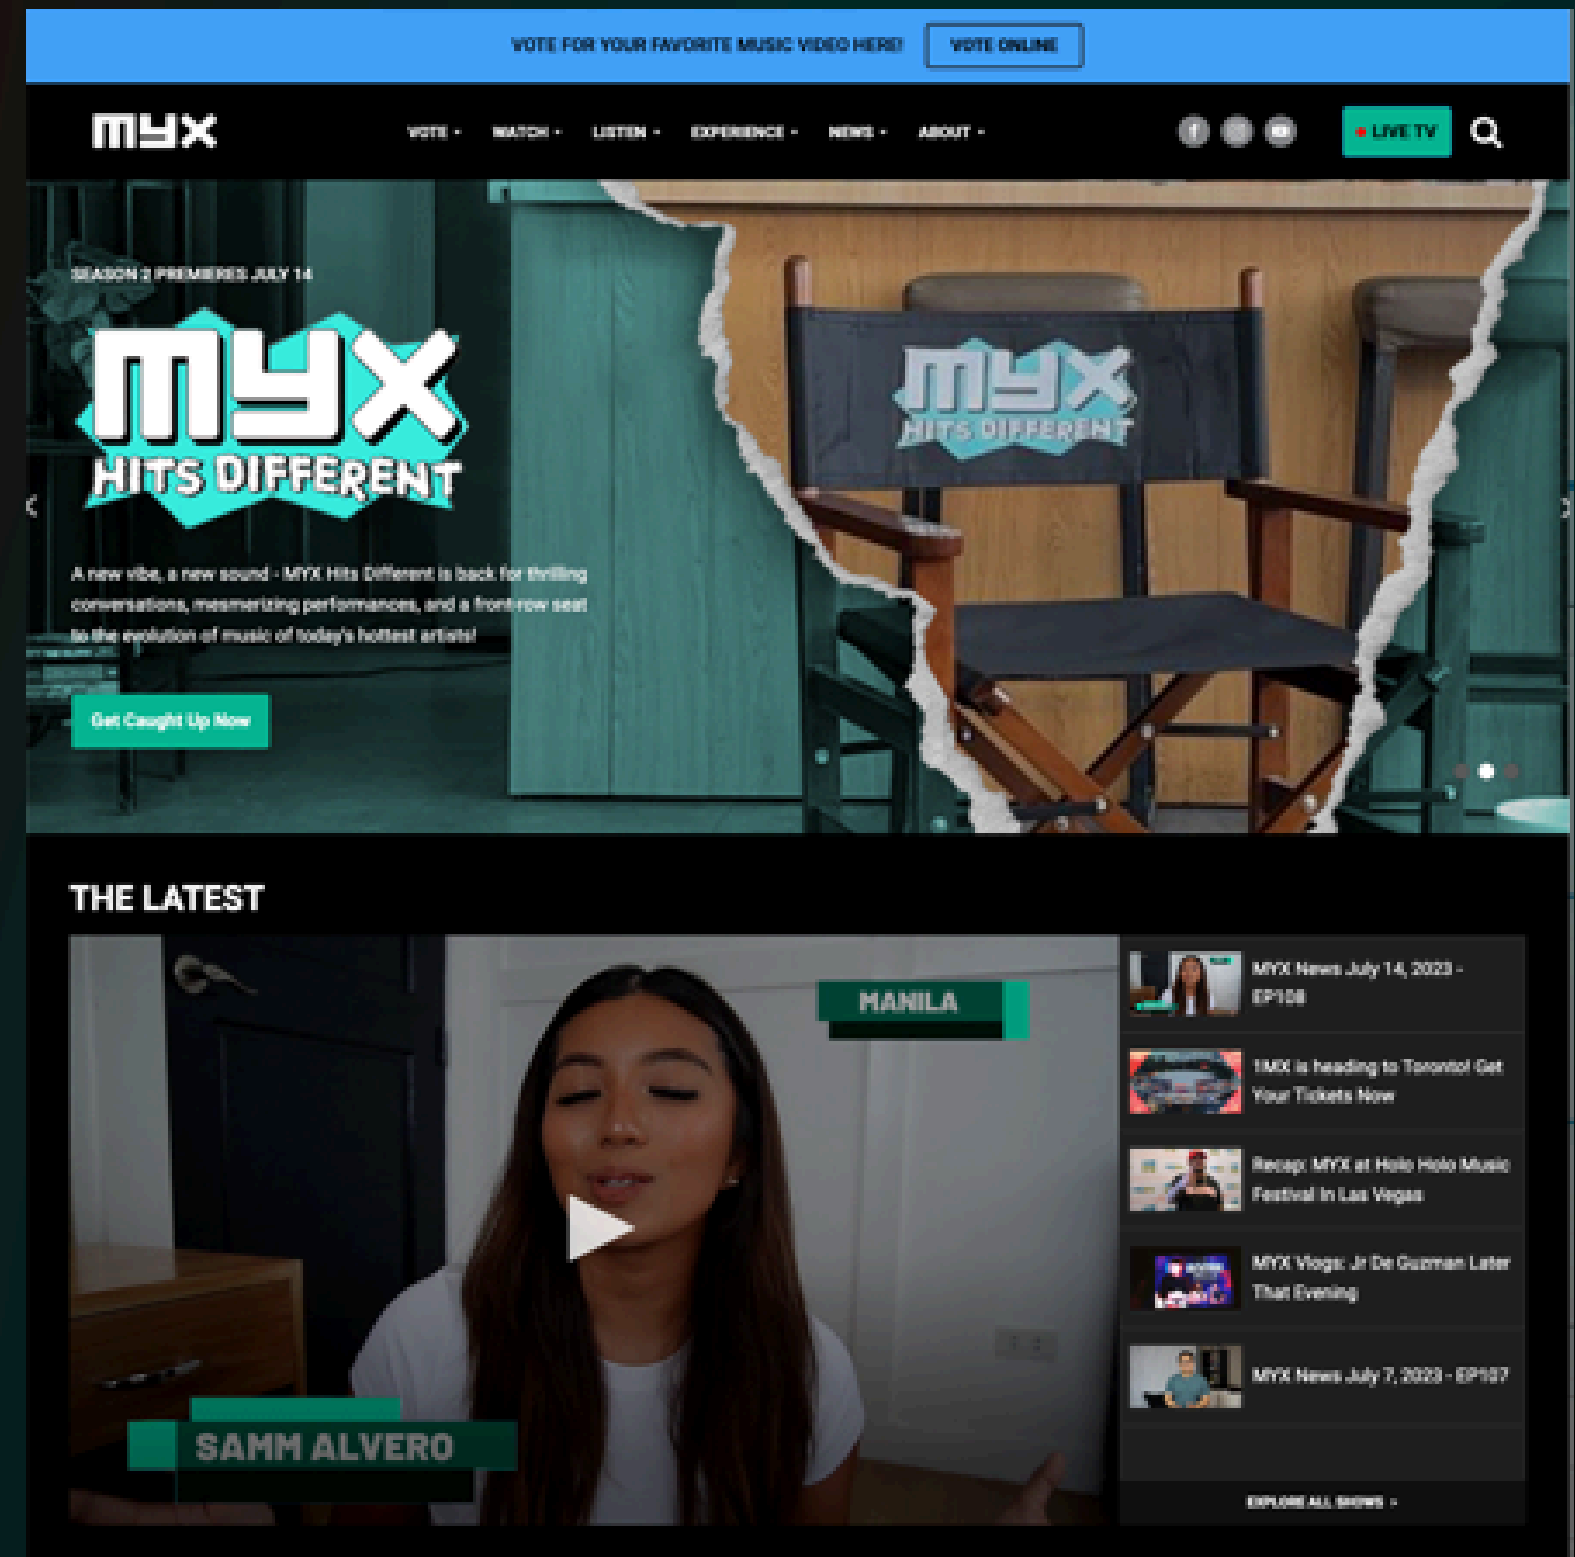 VOTE FOR YOUR FAVORITE MUSIC VIDEO HERE! VOTE ONLINE
myx VOTE WATCH LISTEN EXPERIENCE NEWS ABOUT LIVE TV
SEASON 2 PREMIERES JULY 14
myx
HITS DIFFERENT
A new vibe, a new sound - MYX Hits Different is back for thrilling
conversations, mesmerizing performances, and a front-row seat
to the evolution of music of today's hottest artists!
Get Caught Up Now
myx
HITS DIFFERENT
THE LATEST
MANILA
SAMM ALVERO
MYX News July 14, 2023 -
EP108
1MX is heading to Toronto! Get
Your Tickets Now
Recap: MYX at Holo Holo Music
Festival In Las Vegas
MYX Vlogs: Jr De Guzman Later
That Evening
MYX News July 7, 2023 - EP107
EXPLORE ALL SHOWS >